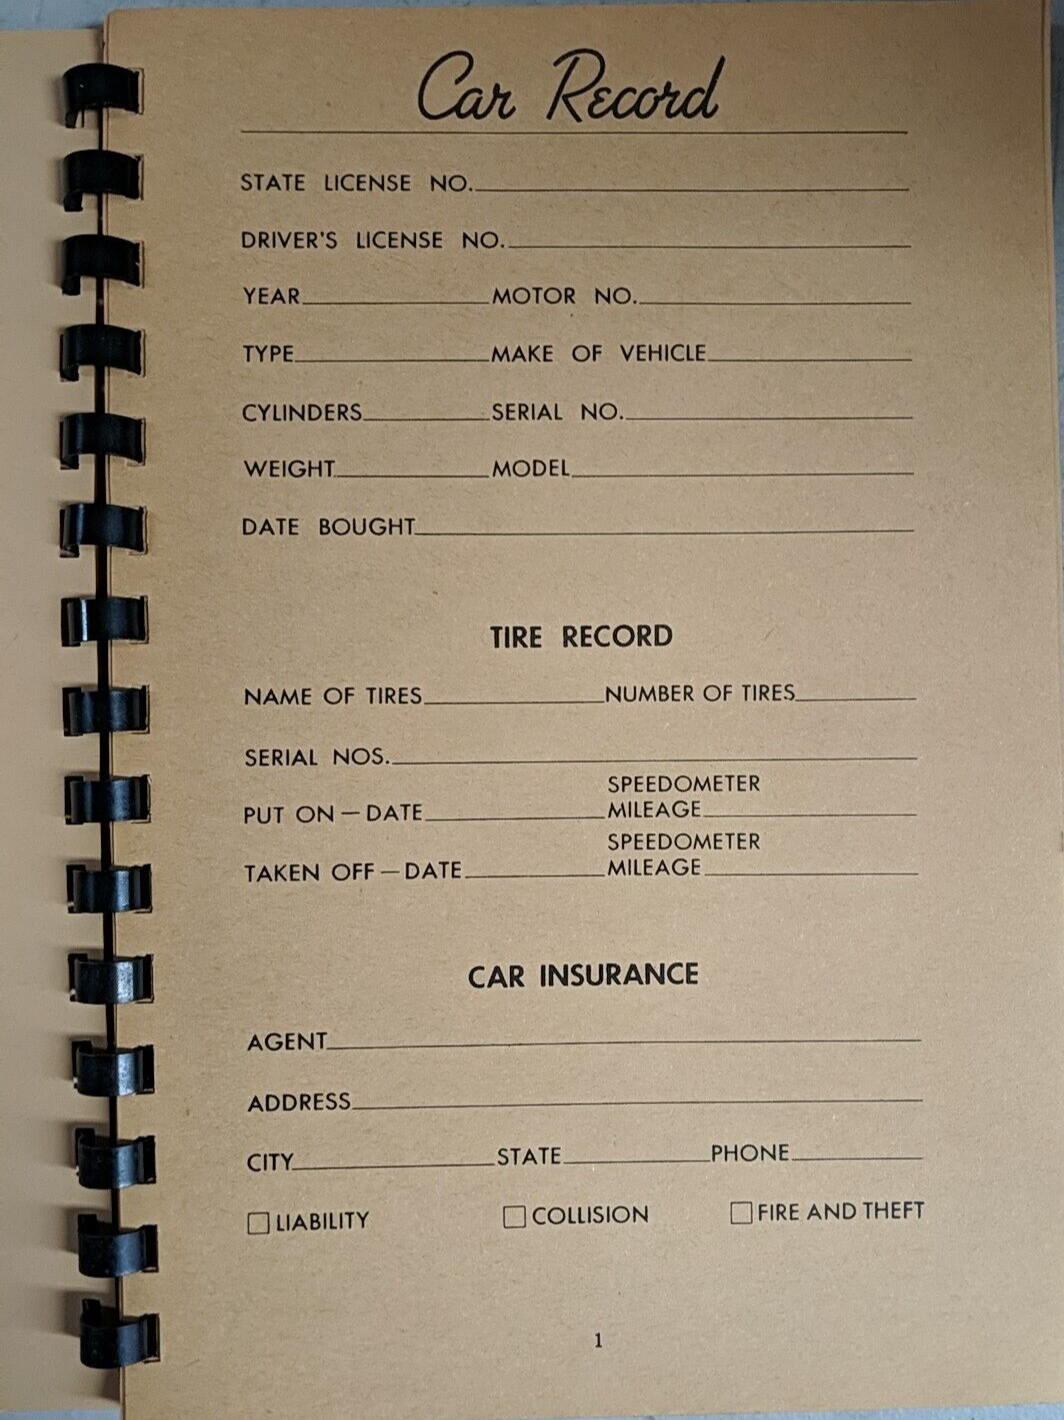 Car Record
STATE LICENSE NO.
DRIVER'S LICENSE NO.
YEAR MOTOR NO.
TYPE MAKE OF VEHICLE
CYLINDERS SERIAL NO.
WEIGHT MODEL
DATE BOUGHT
TIRE RECORD
NAME OF TIRES NUMBER OF TIRES
SERIAL NOS.
SPEEDOMETER
PUT ON — DATE MILEAGE
SPEEDOMETER
TAKEN OFF — DATE MILEAGE
CAR INSURANCE
AGENT
ADDRESS
CITY STATE PHONE
LIABILITY COLLISION FIRE AND THEFT
1